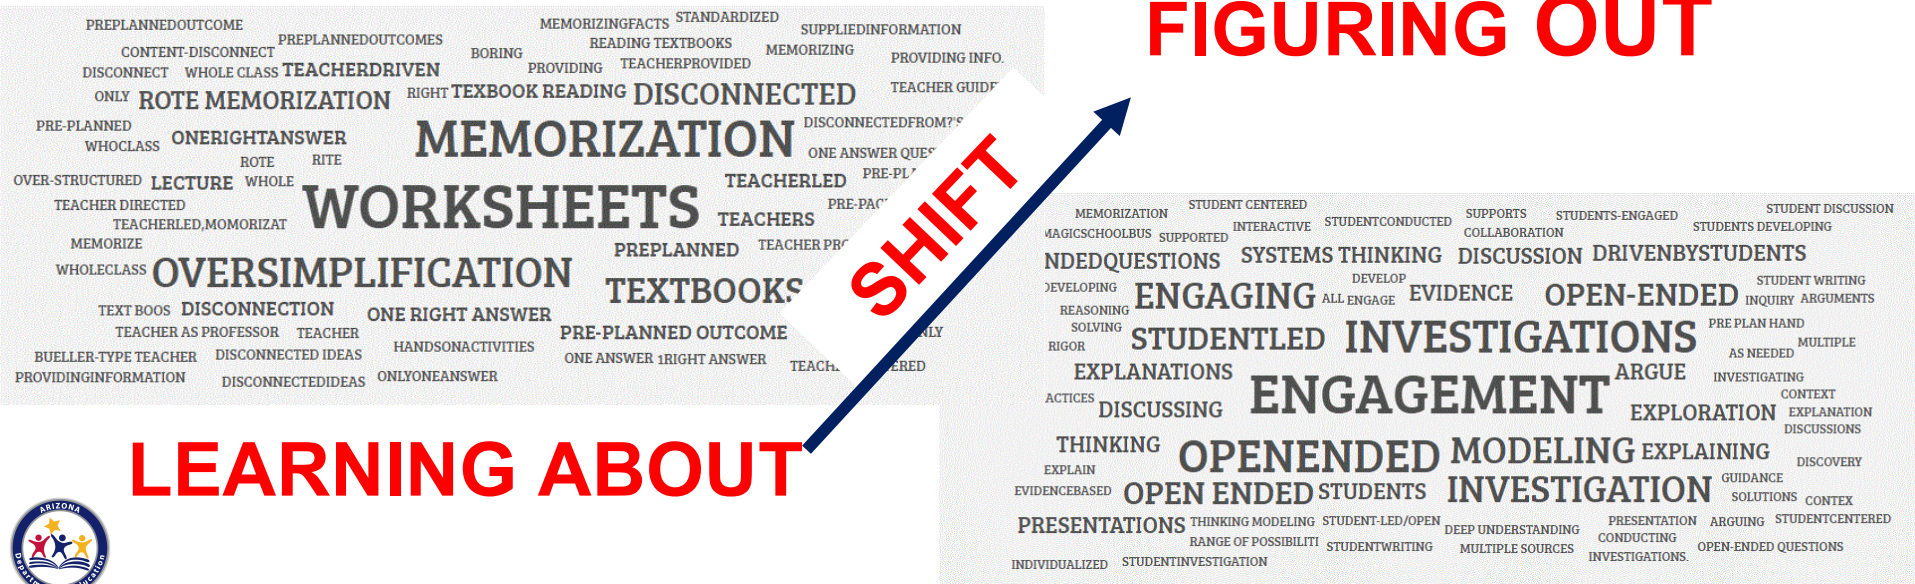 FIGURING OUT
PREPLANNEDOUTCOME
MEMORIZINGFACTS STANDARDIZED
SUPPLIEDINFORMATION
CONTENT-DISCONNECT PREPLANNEDOUTCOMES
BORING
READING TEXTBOOKS
MEMORIZING
PROVIDING INFO.
DISCONNECT WHOLE CLASS TEACHERDRIVEN
PROVIDING TEACHERPROVIDED
ONLY ROTE MEMORIZATION RIGHT TEXBOOK READING DISCONNECTED
TEACHER
PRE-PLANNED
WHOCLASS ONERIGHTANSWER
MEMORIZATION
DISCONNECTEDFROM?'S
ROTE RITE
ONE ANSWER
OVER-STRUCTURED LECTURE WHOLE
WORKSHEETS
TEACHERLED
TEACHER DIRECTED
TEACHERS
TEACHERLED,MOMORIZAT
MEMORIZE
PREPLANNED TEACHER
WHOLECLASS OVERSIMPLIFICATION
TEXTBOOKS
TEXT BOOS DISCONNECTION
ONE RIGHT ANSWER
TEACHER AS PROFESSOR TEACHER
PRE-PLANNED OUTCOME
BUELLER-TYPE TEACHER DISCONNECTED IDEAS
HANDSONACTIVITIES
ONE ANSWER 1RIGHT ANSWER
PROVIDINGINFORMATION
DISCONNECTEDIDEAS ONLYONEANSWER
SHIFT
LEARNING ABOUT
MEMORIZATION STUDENT CENTERED
INTERACTIVE STUDENTCONDUCTED
SUPPORTS
COLLABORATION
STUDENTS-ENGAGED
STUDENT DISCUSSION
STUDENTS DEVELOPING
MAGICSCHOOLBUS SUPPORTED
NDEDQUESTIONS SYSTEMS THINKING DISCUSSION DRIVENBYSTUDENTS
DEVELOPING
ENGAGING ALL ENGAGE DEVELOP EVIDENCE OPEN-ENDED
STUDENT WRITING
INQUIRY ARGUMENTS
REASONING
SOLVING
RIGOR
STUDENTLED INVESTIGATIONS
PRE PLAN HAND
MULTIPLE
AS NEEDED
EXPLANATIONS
ENGAGEMENT
ARGUE INVESTIGATING
ACTICES DISCUSSING
CONTEXT
EXPLORATION EXPLANATION
DISCUSSIONS
THINKING
OPENENDED MODELING EXPLAINING
DISCOVERY
EXPLAIN
EVIDENCEBASED OPEN ENDED STUDENTS INVESTIGATION
GUIDANCE
SOLUTIONS CONTEX
PRESENTATIONS THINKING MODELING STUDENT-LED/OPEN
DEEP UNDERSTANDING
PRESENTATION ARGUING STUDENTCENTERED
RANGE OF POSSIBILITI STUDENTWRITING
MULTIPLE SOURCES
CONDUCTING
INVESTIGATIONS.
OPEN-ENDED QUESTIONS
INDIVIDUALIZED STUDENTINVESTIGATION
ARIZONA